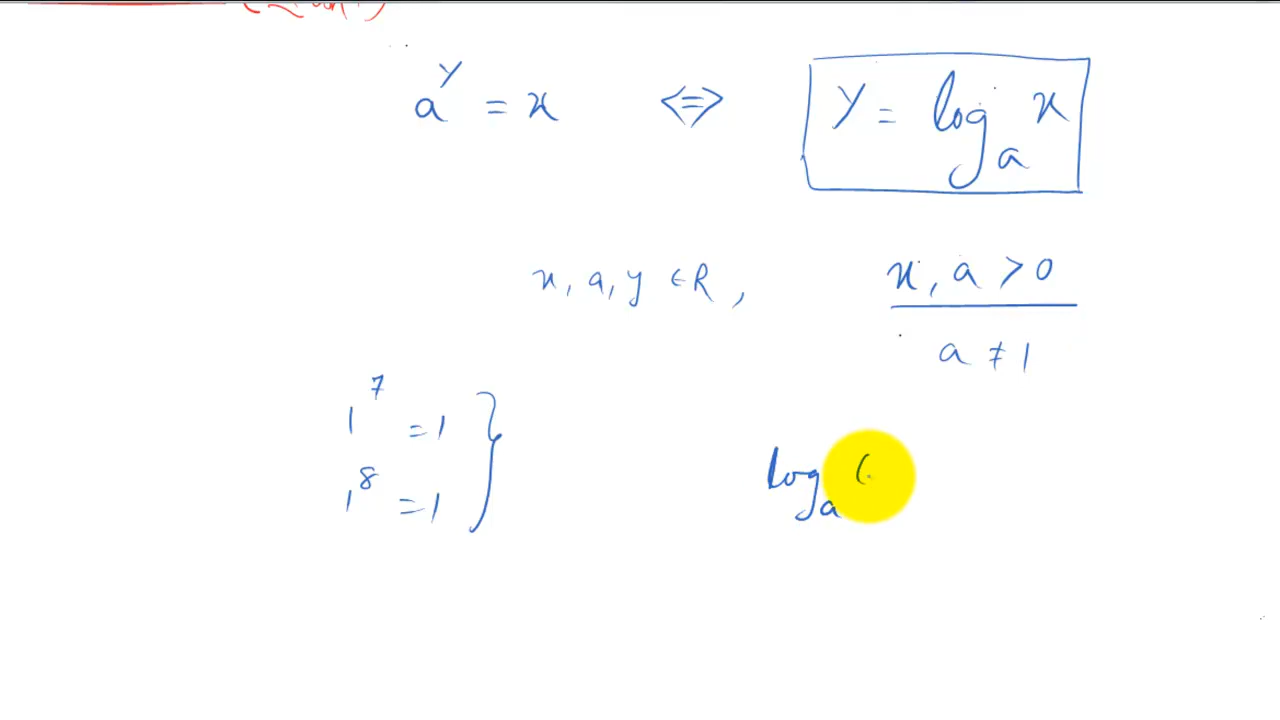 a^y = x <=> y = log_a x
x, a, y ∈ R, x, a > 0
a ≠ 1
1^7 = 1
1^8 = 1 }
log_a (